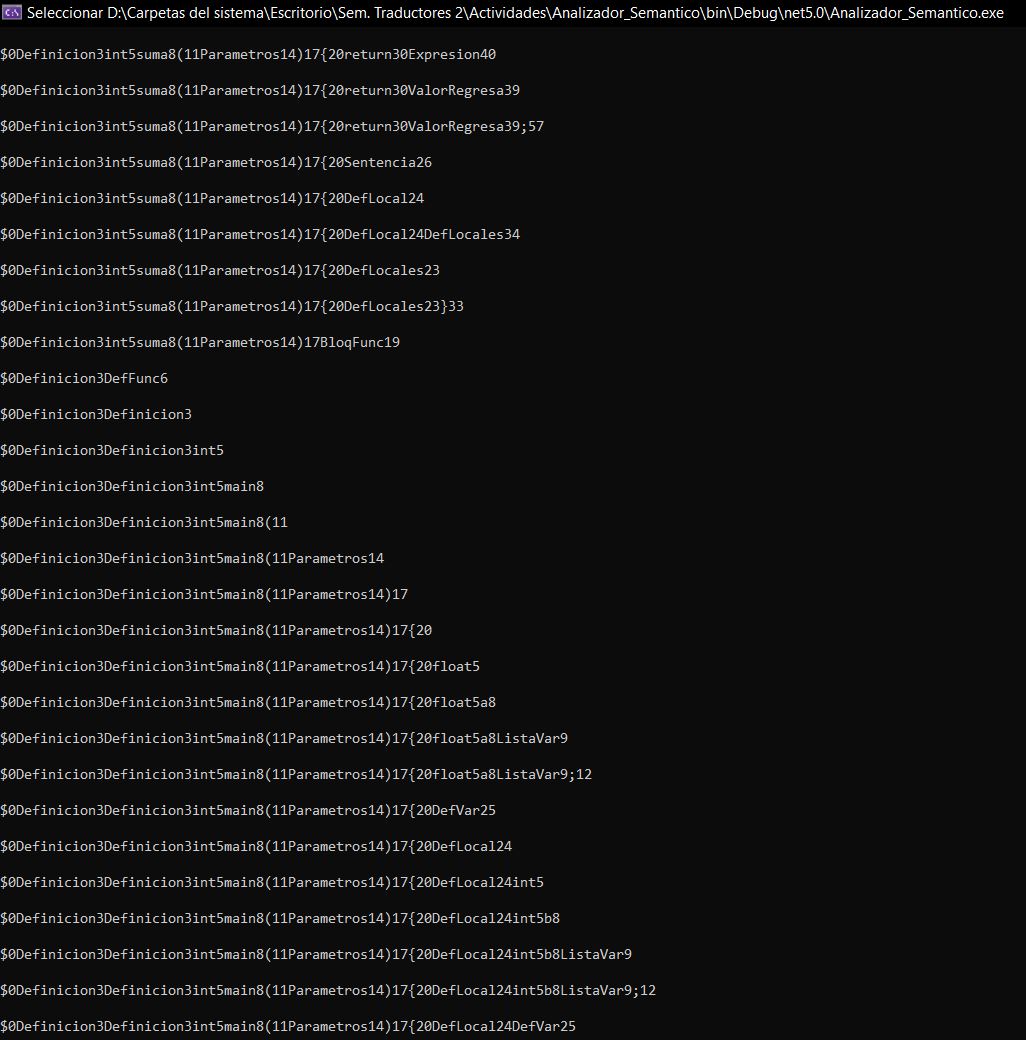 Seleccionar D:\Carpetas del sistema\Escritorio\Sem. Traductores 2\Actividades\Analizador_Semantico\bin\Debug\net5.0\Analizador_Semantico.exe
$0Definicion3int5suma8(11Parametros14)17{20return30Expresion40
$0Definicion3int5suma8(11Parametros14)17{20return30ValorRegresa39
$0Definicion3int5suma8(11Parametros14)17{20return30ValorRegresa39;57
$0Definicion3int5suma8(11Parametros14)17{20Sentencia26
$0Definicion3int5suma8(11Parametros14)17{20DefLocal24
$0Definicion3int5suma8(11Parametros14)17{20DefLocal24DefLocales34
$0Definicion3int5suma8(11Parametros14)17{20DefLocales23
$0Definicion3int5suma8(11Parametros14)17{20DefLocales23}33
$0Definicion3int5suma8(11Parametros14)17BloqFunc19
$0Definicion3DefFunc6
$0Definicion3Definicion3
$0Definicion3Definicion3int5
$0Definicion3Definicion3int5main8
$0Definicion3Definicion3int5main8(11
$0Definicion3Definicion3int5main8(11Parametros14
$0Definicion3Definicion3int5main8(11Parametros14)17
$0Definicion3Definicion3int5main8(11Parametros14)17{20
$0Definicion3Definicion3int5main8(11Parametros14)17{20float5
$0Definicion3Definicion3int5main8(11Parametros14)17{20float5a8
$0Definicion3Definicion3int5main8(11Parametros14)17{20float5a8ListaVar9
$0Definicion3Definicion3int5main8(11Parametros14)17{20float5a8ListaVar9;12
$0Definicion3Definicion3int5main8(11Parametros14)17{20DefVar25
$0Definicion3Definicion3int5main8(11Parametros14)17{20DefLocal24
$0Definicion3Definicion3int5main8(11Parametros14)17{20DefLocal24int5
$0Definicion3Definicion3int5main8(11Parametros14)17{20DefLocal24int5b8
$0Definicion3Definicion3int5main8(11Parametros14)17{20DefLocal24int5b8ListaVar9
$0Definicion3Definicion3int5main8(11Parametros14)17{20DefLocal24int5b8ListaVar9;12
$0Definicion3Definicion3int5main8(11Parametros14)17{20DefLocal24DefVar25